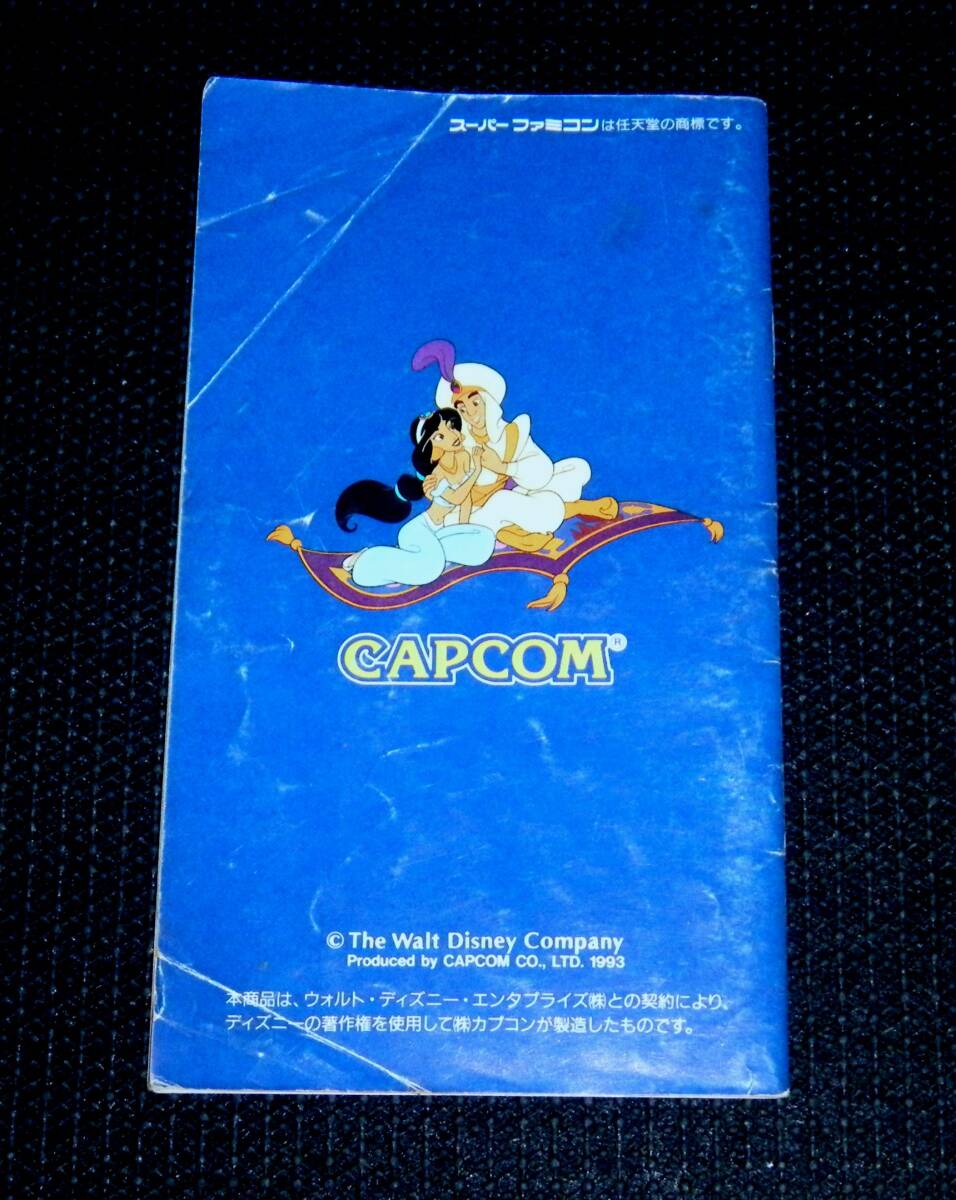 スーパーファミコンは任天堂の商標です。
CAPCOM®
© The Walt Disney Company
Produced by CAPCOM CO., LTD. 1993
本商品は、ウォルト・ディズニー・エンタプライズ㈱との契約により、
ディズニーの著作権を使用して㈱カプコンが製造したものです。